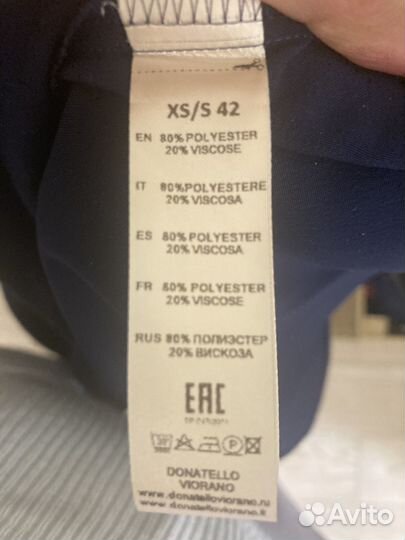 XS/S 42
EN 80% POLYESTER
20% VISCOSE
IT 80%POLYESTERE
20% VISCOSA
ES 80% POLYESTER
20% VISCOSA
FR 80% POLYESTER
20% VISCOSE
RUS 80% ПОЛИЭСТЕР
20% ВИСКОЗА
EAC
30°
P
DONATELLO
VIORANO
www.donatelloviorano.ru
www.donatelloviorano.it
Avito